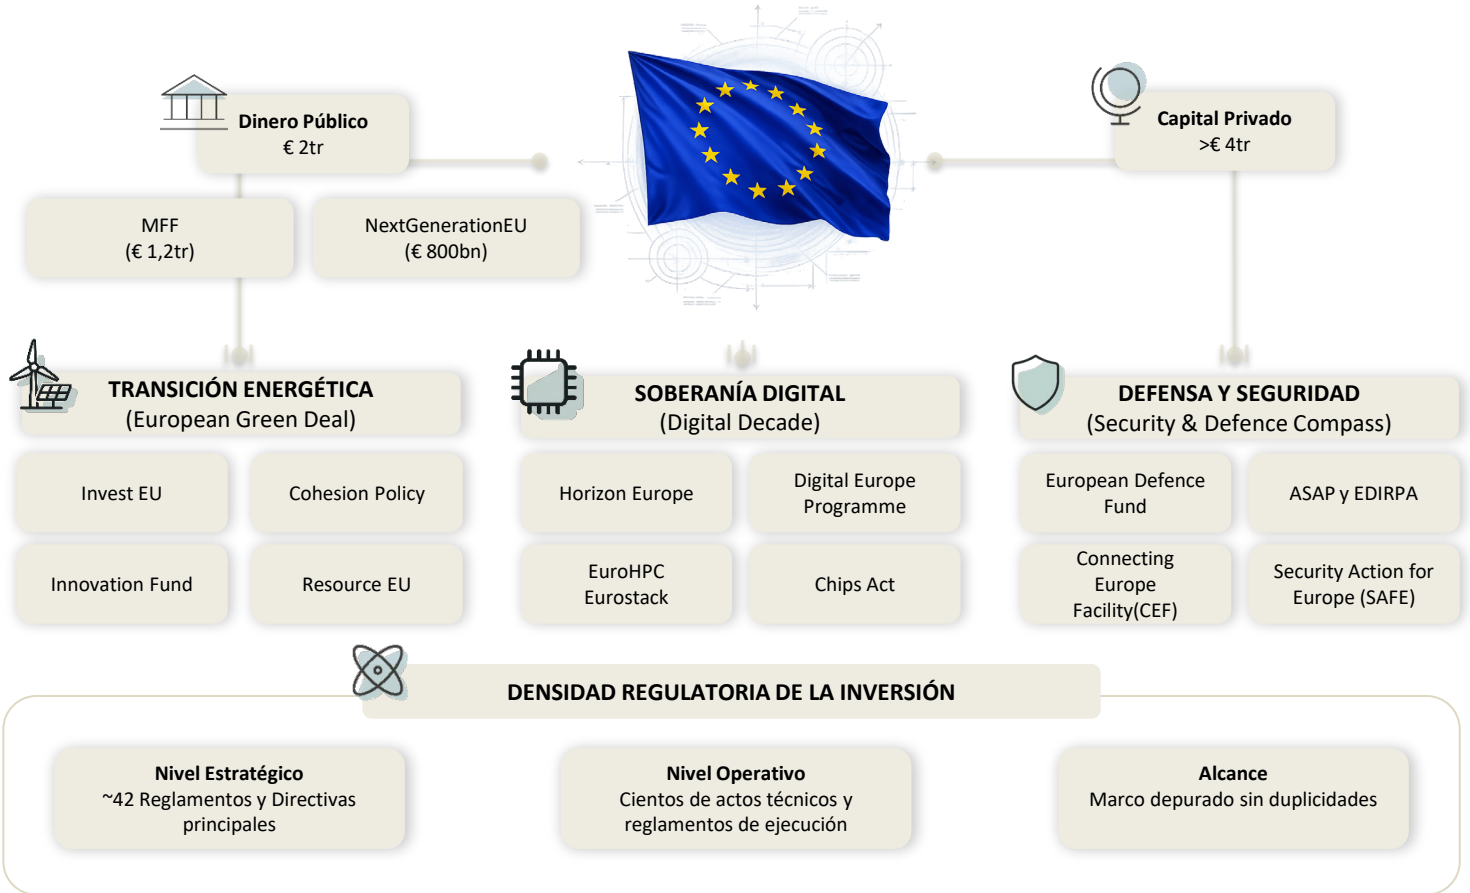 Dinero Público
€ 2tr
Capital Privado
>€ 4tr
MFF
(€ 1,2tr)
NextGenerationEU
(€ 800bn)
TRANSICIÓN ENERGÉTICA
(European Green Deal)
SOBERANÍA DIGITAL
(Digital Decade)
DEFENSA Y SEGURIDAD
(Security & Defence Compass)
Invest EU
Cohesion Policy
Innovation Fund
Resource EU
Horizon Europe
Digital Europe
Programme
EuroHPC
Eurostack
Chips Act
European Defence
Fund
ASAP y EDIRPA
Connecting
Europe
Facility(CEF)
Security Action for
Europe (SAFE)
DENSIDAD REGULATORIA DE LA INVERSIÓN
Nivel Estratégico
~42 Reglamentos y Directivas
principales
Nivel Operativo
Cientos de actos técnicos y
reglamentos de ejecución
Alcance
Marco depurado sin duplicidades